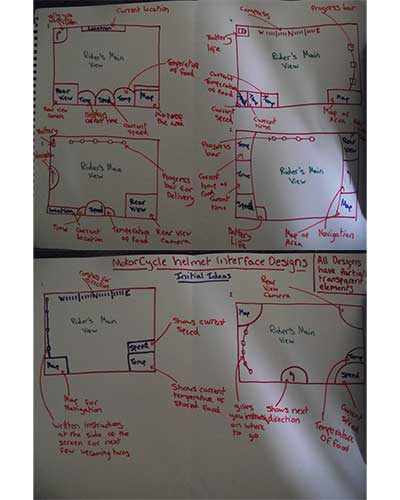 Current location
Location
Rider's Main
View
Temperature
of Food
Rear
View
Time
Speed
Temp
Map
Rear view
current time
Map of
the area
Current
speed
Compass
Progress bar
W N E
Battery
life
Rider's Main
View
Current
Temperature
of Food
Current
Speed
Current
time
Map
Map of
Area
Battery
Rider's Main
View
Progress
bar for
Delivery
Location
Speed
Rear
View
Time
Current
location
Temperature
of Food
Rear View
Camera
Progress
bar
Temp
Current
temp of
Food
Time
Current
time
Rider's Main
View
Rear
View
Map
Battery
Life
Map of
Area
Navigation
Motorcycle Helmet Interface Designs
Initial Ideas
All Designs
have Partially
transparent
elements
Compass for
direction
W N E
Rider's Main
View
Speed
Temp
Map
Shows current
Speed
Shows current
temperature of
stored Food
Map for
Navigation
Written instructions
at the side of the
screen for next
few upcoming turns
Rear
View
Camera
Map
Rider's Main
View
Time
Speed
Temp
gives
you
on where
to go
Shows next
direction
Current
Speed
Temperature
Of Food